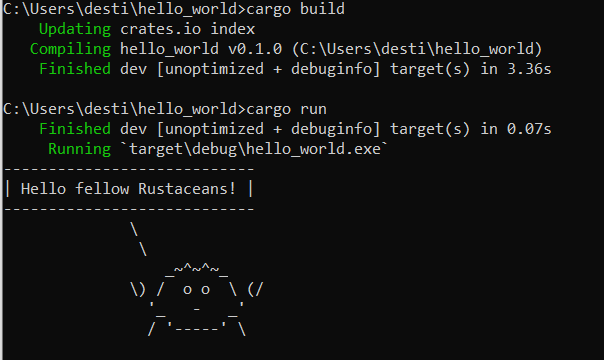 C:\Users\desti\hello_world>cargo build
    Updating crates.io index
   Compiling hello_world v0.1.0 (C:\Users\desti\hello_world)
    Finished dev [unoptimized + debuginfo] target(s) in 3.36s

C:\Users\desti\hello_world>cargo run
    Finished dev [unoptimized + debuginfo] target(s) in 0.07s
     Running `target\debug\hello_world.exe`
----------------------------
| Hello fellow Rustaceans! |
----------------------------
              \
               \
                  _~^~^~_
              \) /  o o  \ (/
                '_   -   _'
                / '-----' \